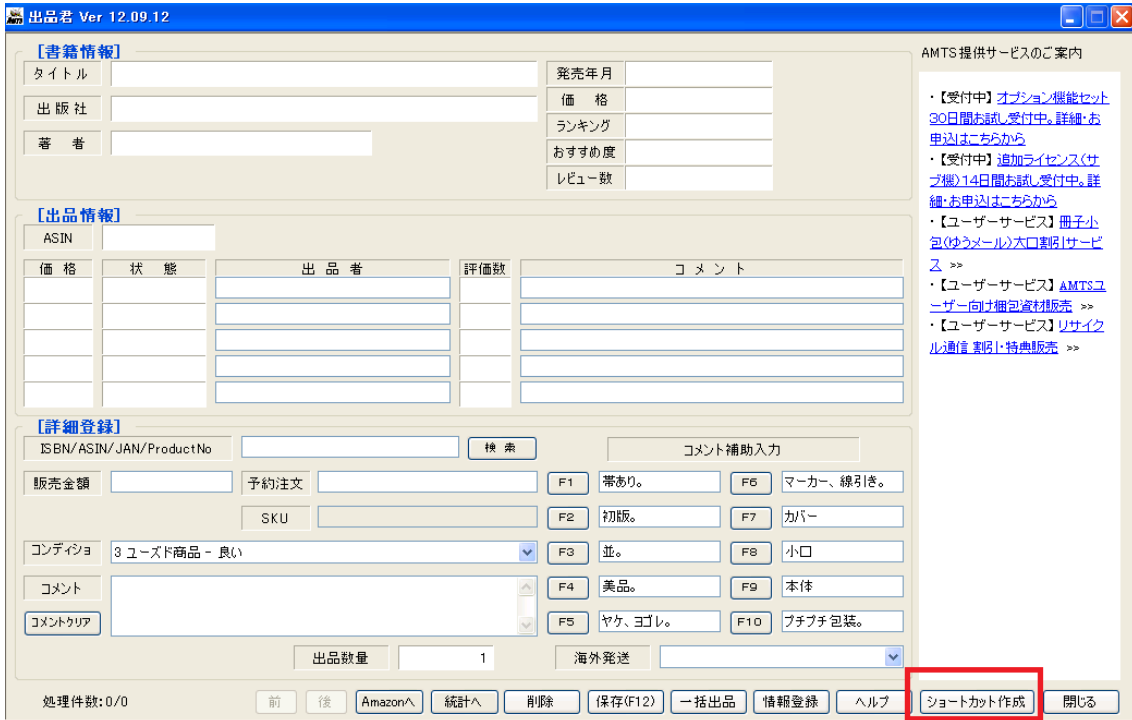 出品君 Ver 12.09.12
[書籍情報]
タイトル
出版社
著 者
発売年月
価 格
ランキング
おすすめ度
レビュー数
[出品情報]
ASIN
価 格 状 態 出 品 者 評価数 コ メ ン ト
[詳細登録]
ISBN/ASIN/JAN/ProductNo 検 索
販売金額 予約注文
SKU
コンディショ 3 ユーズド商品 - 良い
コメント
コメントクリア
コメント補助入力
F1 帯あり。 F6 マーカー、線引き。
F2 初版。 F7 カバー
F3 並。 F8 小口
F4 美品。 F9 本体
F5 ヤケ、ヨゴレ。 F10 プチプチ包装。
出品数量 1 海外発送
処理件数:0/0 前 後 Amazonへ 統計へ 削除 保存(F12) 一括出品 情報登録 ヘルプ ショートカット作成 閉じる
AMTS提供サービスのご案内
・【受付中】オプション機能セット
30日間お試し受付中。詳細・お
申込はこちらから
・【受付中】追加ライセンス(サ
ブ機)14日間お試し受付中。詳
細・お申込はこちらから
・【ユーザーサービス】冊子小
包(ゆうメール)大口割引サービ
ス >>
・【ユーザーサービス】AMTSユ
ーザー向け梱包資材販売 >>
・【ユーザーサービス】リサイク
ル通信 割引・特典販売 >>